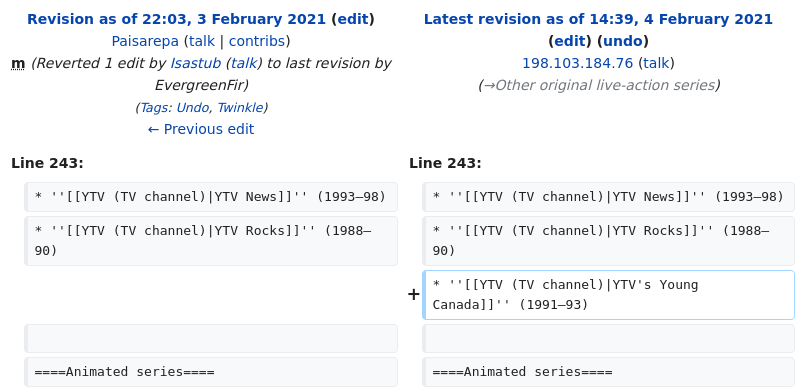 Revision as of 22:03, 3 February 2021 (edit)
Paisarepa (talk | contribs)
m (Reverted 1 edit by Isastub (talk) to last revision by
EvergreenFir)
(Tags: Undo, Twinkle)
← Previous edit
Latest revision as of 14:39, 4 February 2021
(edit) (undo)
198.103.184.76 (talk)
(→Other original live-action series)
Line 243:
Line 243:
* ''[[YTV (TV channel)|YTV News]]'' (1993–98)
* ''[[YTV (TV channel)|YTV News]]'' (1993–98)
* ''[[YTV (TV channel)|YTV Rocks]]'' (1988–
90)
* ''[[YTV (TV channel)|YTV Rocks]]'' (1988–
90)
+
* ''[[YTV (TV channel)|YTV's Young
Canada]]'' (1991–93)
====Animated series====
====Animated series====